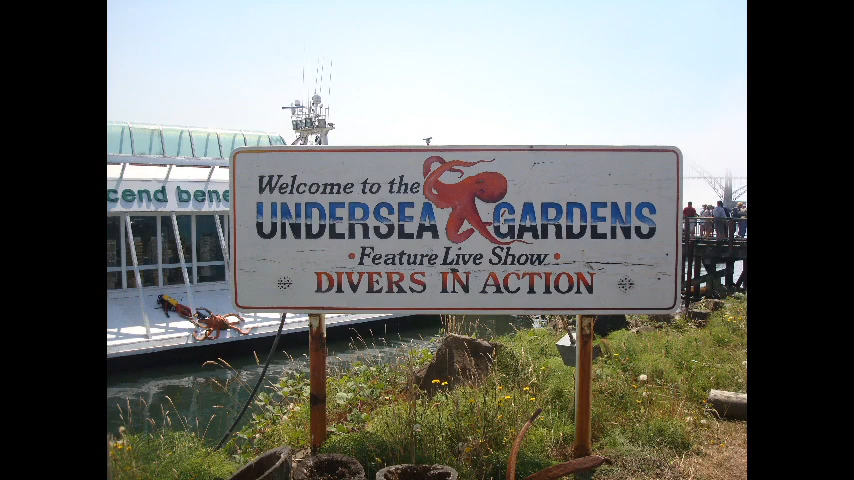 cend bene
Welcome to the
UNDERSEA GARDENS
• Feature Live Show •
DIVERS IN ACTION